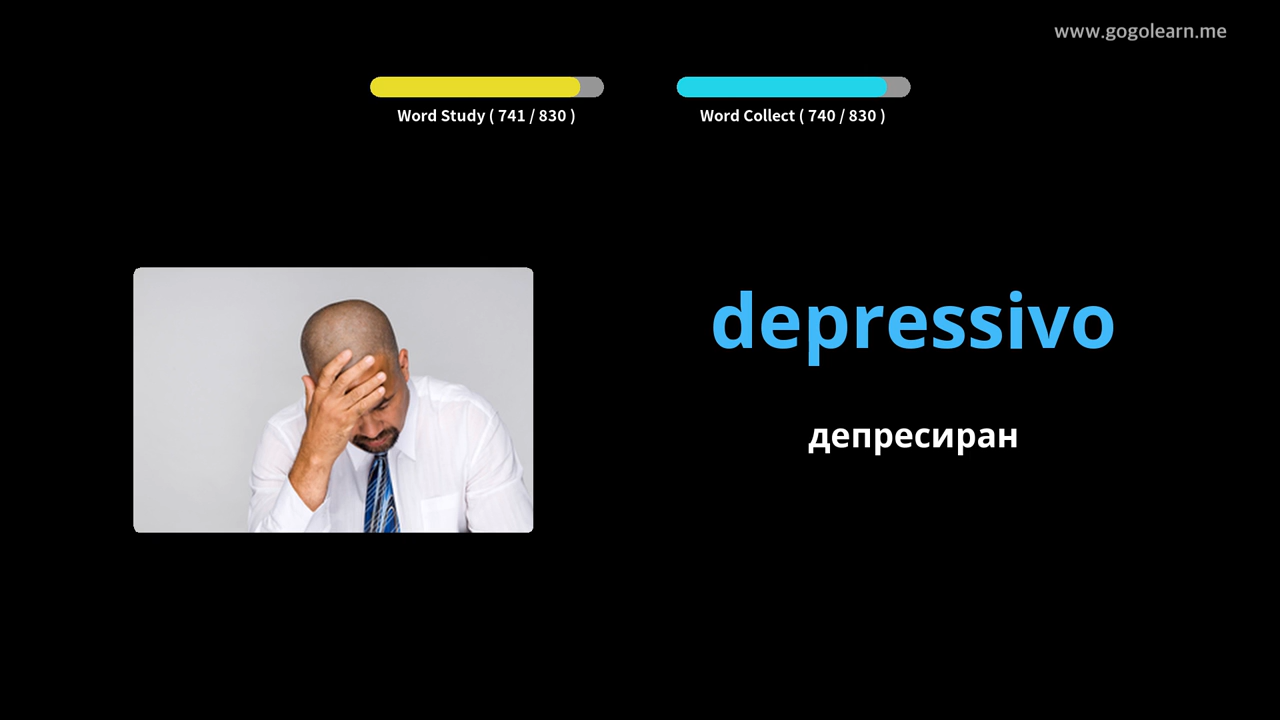 www.gogolearn.me
Word Study ( 741 / 830 )
Word Collect ( 740 / 830 )
depressivo
депресиран